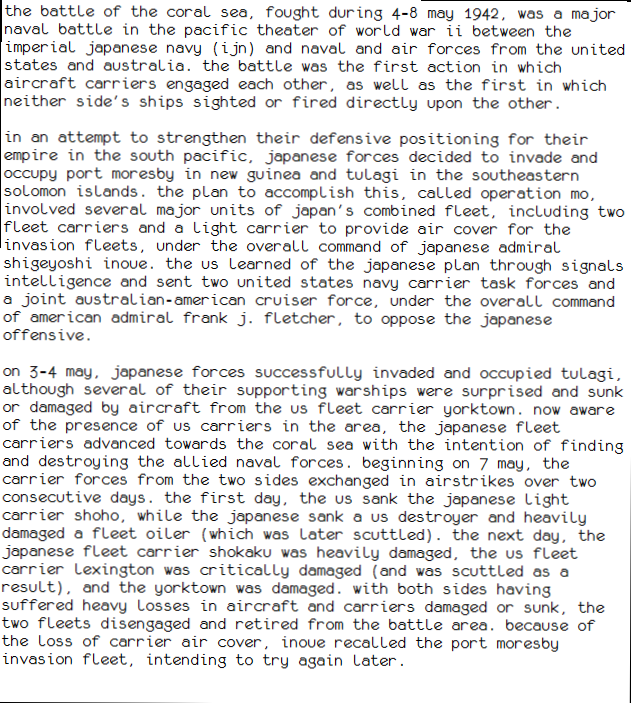 the battle of the coral sea, fought during 4-8 may 1942, was a major
naval battle in the pacific theater of world war ii between the
imperial japanese navy (ijn) and naval and air forces from the united
states and australia. the battle was the first action in which
aircraft carriers engaged each other, as well as the first in which
neither side's ships sighted or fired directly upon the other.

in an attempt to strengthen their defensive positioning for their
empire in the south pacific, japanese forces decided to invade and
occupy port moresby in new guinea and tulagi in the southeastern
solomon islands. the plan to accomplish this, called operation mo,
involved several major units of japan's combined fleet, including two
fleet carriers and a light carrier to provide air cover for the
invasion fleets, under the overall command of japanese admiral
shigeyoshi inoue. the us learned of the japanese plan through signals
intelligence and sent two united states navy carrier task forces and
a joint australian-american cruiser force, under the overall command
of american admiral frank j. fletcher, to oppose the japanese
offensive.

on 3-4 may, japanese forces successfully invaded and occupied tulagi,
although several of their supporting warships were surprised and sunk
or damaged by aircraft from the us fleet carrier yorktown. now aware
of the presence of us carriers in the area, the japanese fleet
carriers advanced towards the coral sea with the intention of finding
and destroying the allied naval forces. beginning on 7 may, the
carrier forces from the two sides exchanged in airstrikes over two
consecutive days. the first day, the us sank the japanese light
carrier shoho, while the japanese sank a us destroyer and heavily
damaged a fleet oiler (which was later scuttled). the next day, the
japanese fleet carrier shokaku was heavily damaged, the us fleet
carrier lexington was critically damaged (and was scuttled as a
result), and the yorktown was damaged. with both sides having
suffered heavy losses in aircraft and carriers damaged or sunk, the
two fleets disengaged and retired from the battle area. because of
the loss of carrier air cover, inoue recalled the port moresby
invasion fleet, intending to try again later.